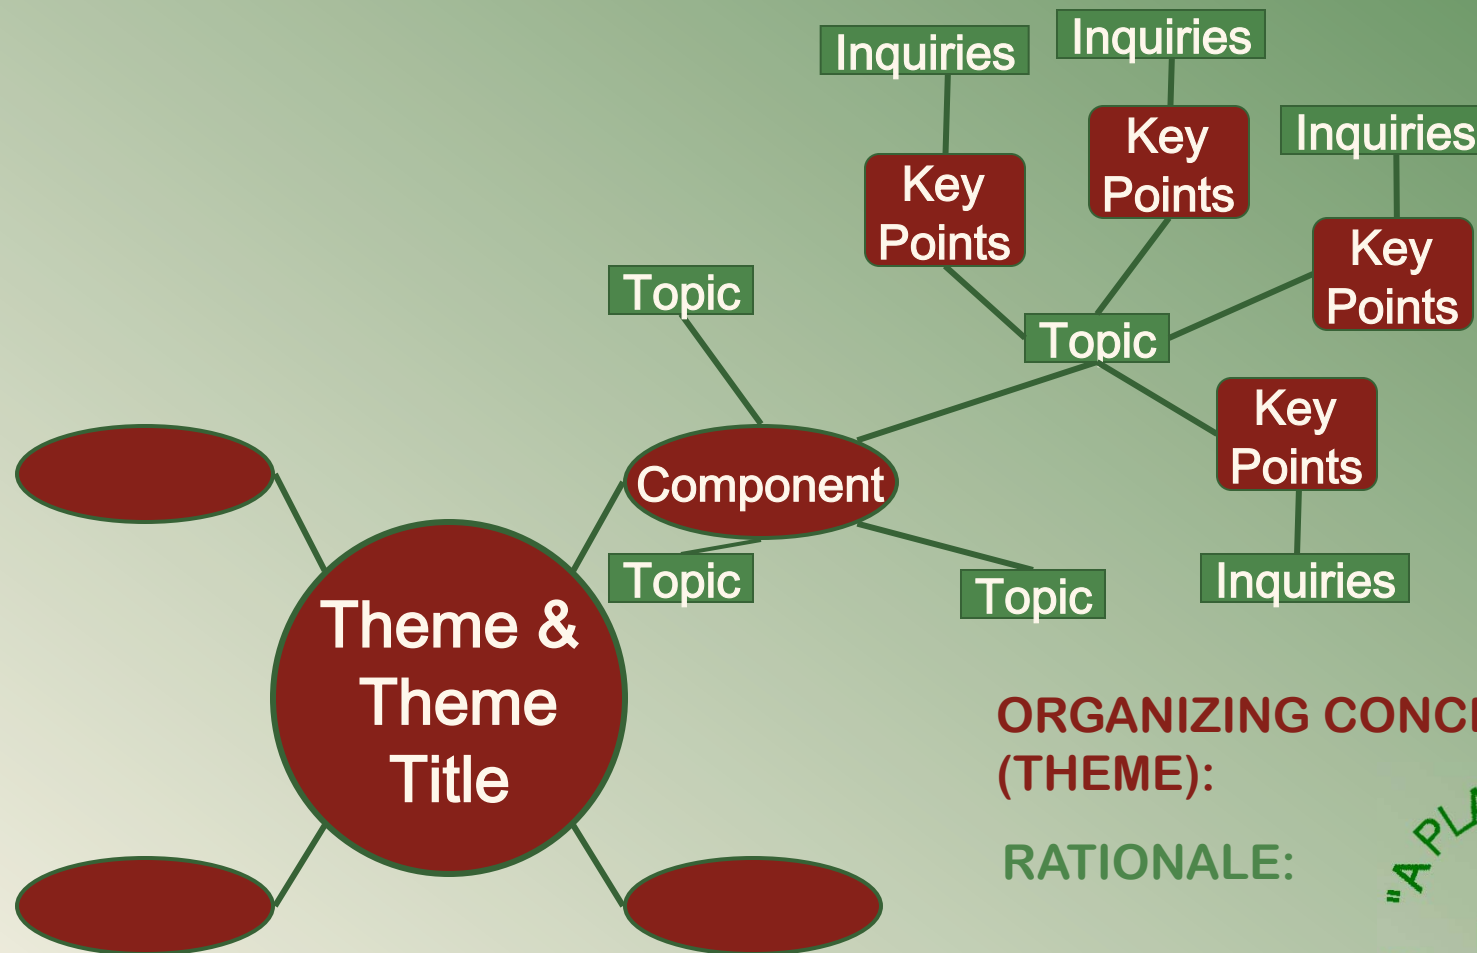 Inquiries
Inquiries
Inquiries
Key
Points
Key
Points
Key
Points
Topic
Topic
Key
Points
Component
Topic
Topic
Inquiries
Theme &
Theme
Title
ORGANIZING
(THEME):
RATIONALE:
"A